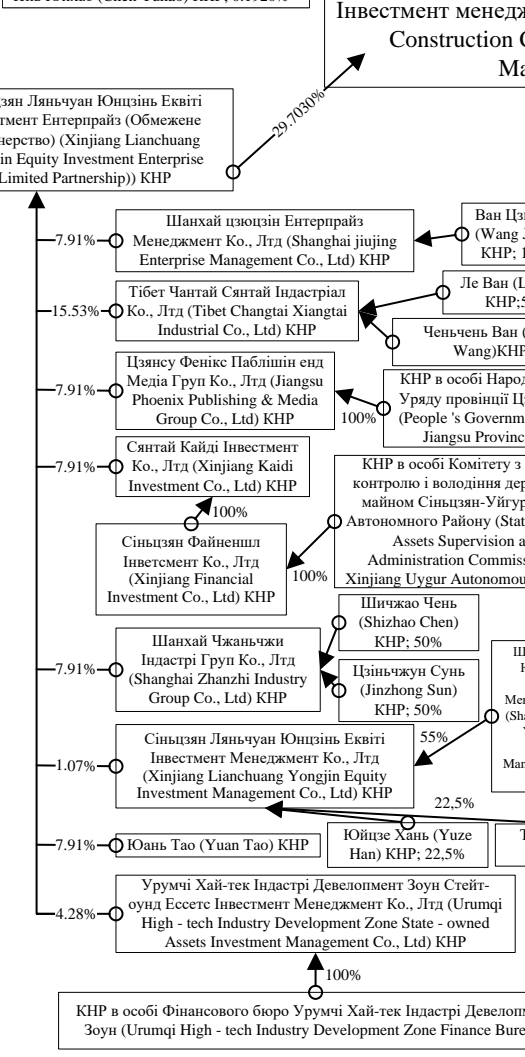 Інвестмент менедж
Construction C
Ma
29.7030%
зян Ляньчуан Юнцзінь Еквіті
тмент Ентерпрайз (Обмежене
нерство) (Xinjiang Lianchuang
in Equity Investment Enterprise
Limited Partnership)) КНР
7.91%
Шанхай цзюцзін Ентерпрайз
Менеджмент Ко., Лтд (Shanghai jiujing
Enterprise Management Co., Ltd) КНР
Ван Цзі
(Wang J
КНР; 1
15.53%
Тібет Чантай Сянтай Індастріал
Ко., Лтд (Tibet Changtai Xiangtai
Industrial Co., Ltd) КНР
Ле Ван (L
КНР;5
Ченьчень Ван (
Wang)КНР
7.91%
Цзянсу Фенікс Паблішін енд
Медіа Груп Ко., Лтд (Jiangsu
Phoenix Publishing & Media
Group Co., Ltd) КНР
100%
КНР в особі Народ
Уряду провінції Ц
(People 's Governm
Jiangsu Provinc
7.91%
Сянтай Кайді Інвестмент
Ко., Лтд (Xinjiang Kaidi
Investment Co., Ltd) КНР
100%
КНР в особі Комітету з
контролю і володіння дер
майном Сіньцзян-Уйгур
Автономного Району (Stat
Assets Supervision a
Administration Commiss
Xinjiang Uygur Autonomou
Сіньцзян Файненшл
Інветсмент Ко., Лтд
(Xinjiang Financial
Investment Co., Ltd) КНР
100%
Шичжао Чень
(Shizhao Chen)
КНР; 50%
7.91%
Шанхай Чжаньчжи
Індастрі Груп Ко., Лтд
(Shanghai Zhanzhi Industry
Group Co., Ltd) КНР
Цзіньчжун Сунь
(Jinzhong Sun)
КНР; 50%
Ме
(Sha
Man
1.07%
Сіньцзян Ляньчуан Юнцзінь Еквіті
Інвестмент Менеджмент Ко., Лтд
(Xinjiang Lianchuang Yongjin Equity
Investment Management Co., Ltd) КНР
55%
22,5%
7.91%
Юань Тао (Yuan Tao) КНР
Юйцзе Хань (Yuze
Han) КНР; 22,5%
Т
4.28%
Урумчі Хай-тек Індастрі Девелопмент Зоун Стейт-
оунд Ессетс Інвестмент Менеджмент Ко., Лтд (Urumqi
High - tech Industry Development Zone State - owned
Assets Investment Management Co., Ltd) КНР
100%
КНР в особі Фінансового бюро Урумчі Хай-тек Індастрі Девелопм
Зоун (Urumqi High - tech Industry Development Zone Finance Bure